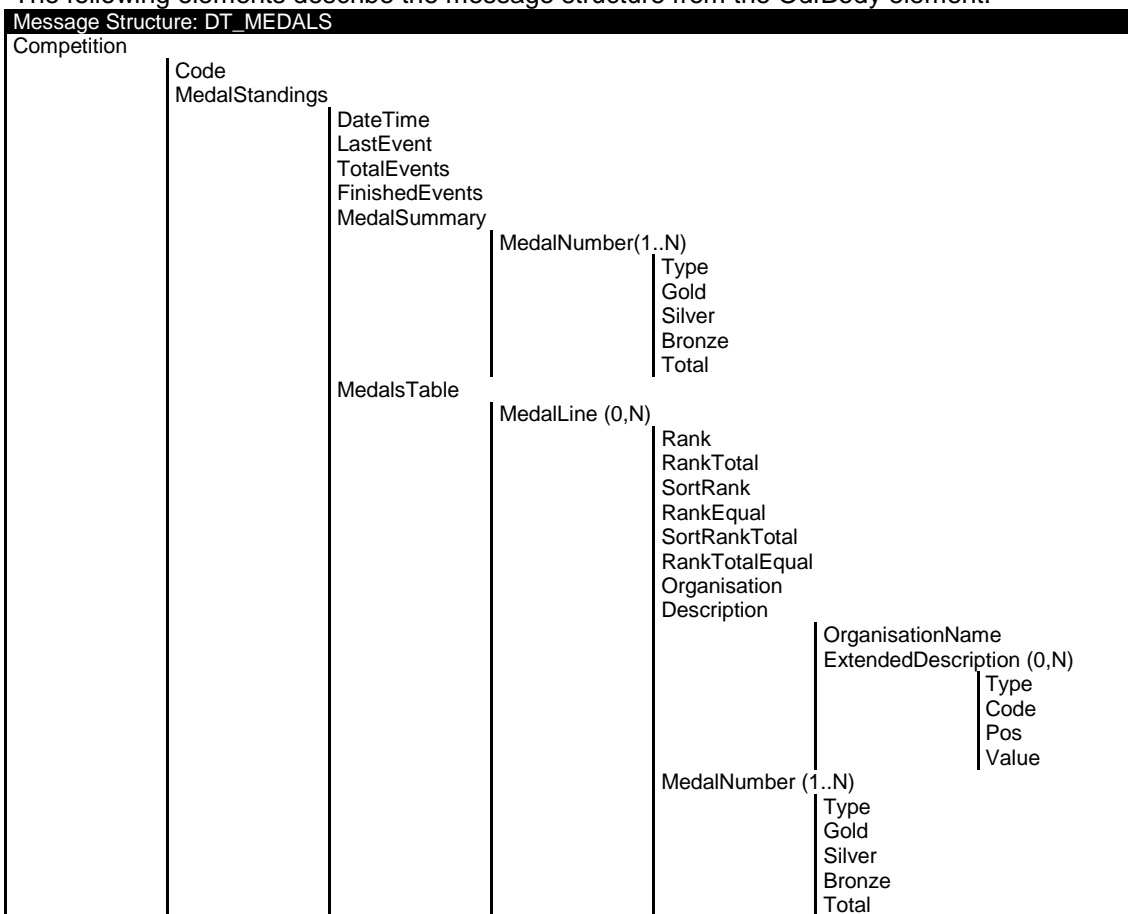 The following elements describe the message structure from the OdfBody element.
Message Structure: DT_MEDALS
Competition
Code
MedalStandings
DateTime
LastEvent
TotalEvents
FinishedEvents
MedalSummary
MedalNumber(1..N)
Type
Gold
Silver
Bronze
Total
MedalsTable
MedalLine (0,N)
Rank
RankTotal
SortRank
RankEqual
SortRankTotal
RankTotalEqual
Organisation
Description
OrganisationName
ExtendedDescription (0,N)
Type
Code
Pos
Value
MedalNumber (1..N)
Type
Gold
Silver
Bronze
Total